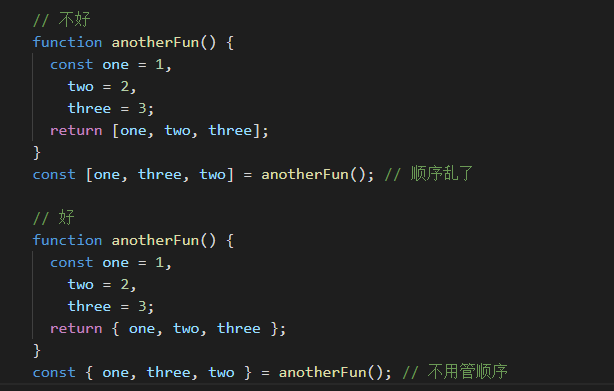 // 不好
function anotherFun() {
  const one = 1,
    two = 2,
    three = 3;
  return [one, two, three];
}
const [one, three, two] = anotherFun(); // 顺序乱了

// 好
function anotherFun() {
  const one = 1,
    two = 2,
    three = 3;
  return { one, two, three };
}
const { one, three, two } = anotherFun(); // 不用管顺序